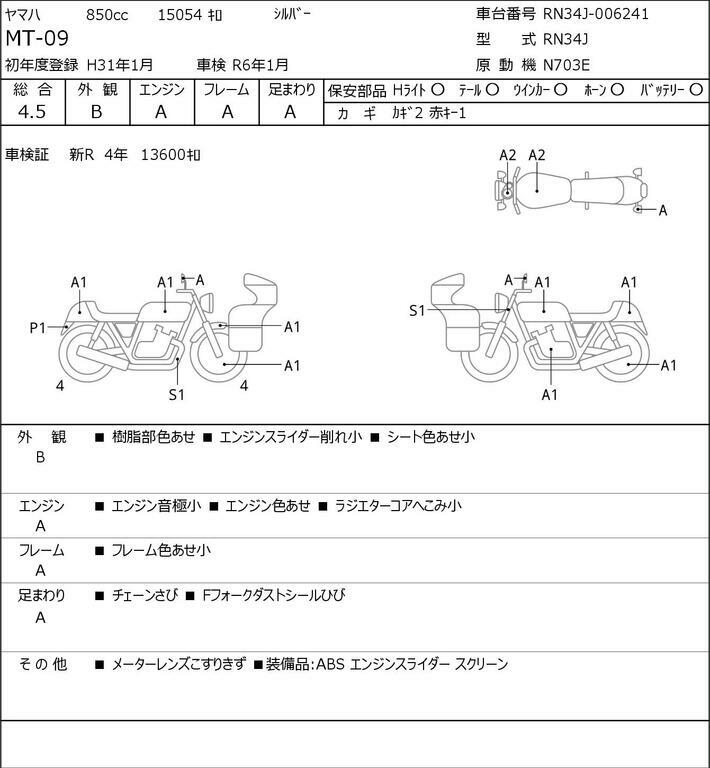 ヤマハ 850cc 15054 ｷﾛ ｼﾙﾊﾞｰ 車台番号 RN34J-006241
MT-09 型 式 RN34J
初年度登録 H31年1月 車検 R6年1月 原 動 機 N703E
総 合 外 観 エンジン フレーム 足まわり 保安部品 Hﾗｲﾄ ○ ﾃｰﾙ ○ ｳｲﾝｶｰ ○ ﾎｰﾝ ○ ﾊﾞｯﾃﾘｰ ○
4.5 B A A A カ ギ ｶｷﾞ2 赤ｷｰ1
車検証 新R 4年 13600ｷﾛ
A2 A2
A
A1 A1 A
P1 A1
A1
4 S1 4
A A1 A1
S1
A1
A1
外 観 ■ 樹脂部色あせ ■ エンジンスライダー削れ小 ■ シート色あせ小
B
エンジン ■ エンジン音極小 ■ エンジン色あせ ■ ラジエターコアへこみ小
A
フレーム ■ フレーム色あせ小
A
足まわり ■ チェーンさび ■ Fフォークダストシールひび
A
そ の 他 ■ メーターレンズこすりきず ■装備品:ABS エンジンスライダー スクリーン